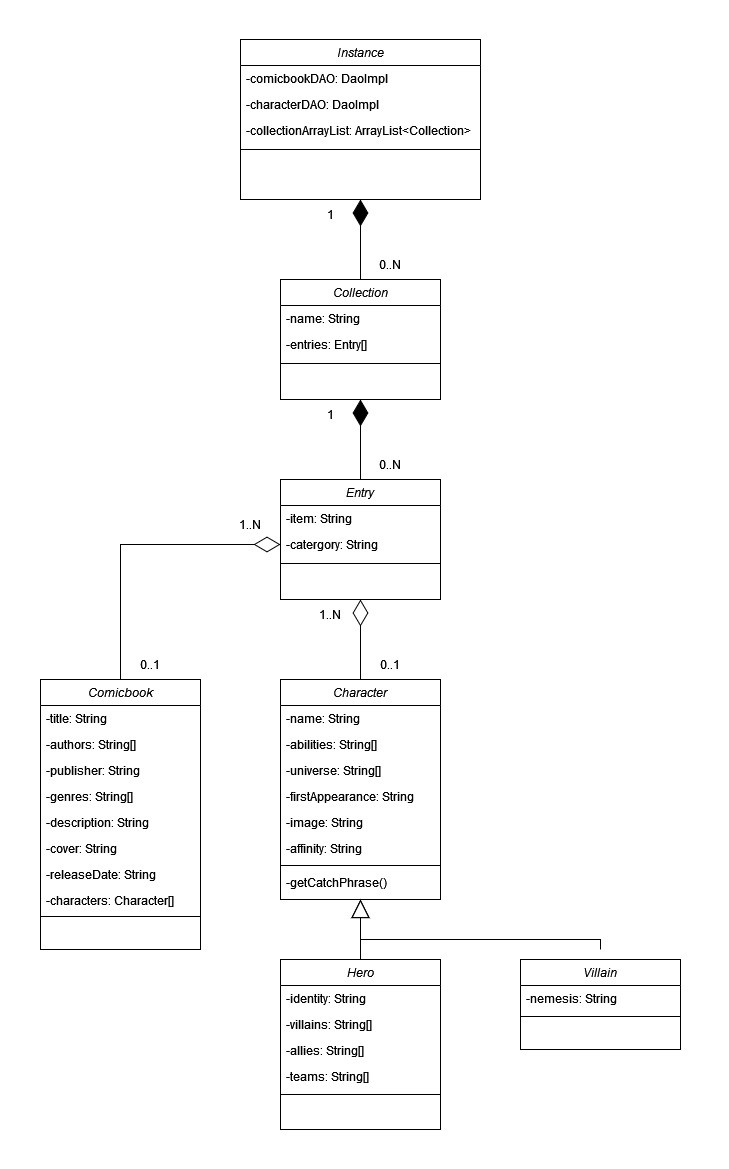 Instance
-comicbookDAO: DaoImpl
-characterDAO: DaoImpl
-collectionArrayList: ArrayList<Collection>
1
0..N
Collection
-name: String
-entries: Entry[]
1
0..N
Entry
-item: String
-catergory: String
1..N
1..N
0..1
0..1
Comicbook
-title: String
-authors: String[]
-publisher: String
-genres: String[]
-description: String
-cover: String
-releaseDate: String
-characters: Character[]
Character
-name: String
-abilities: String[]
-universe: String[]
-firstAppearance: String
-image: String
-affinity: String
-getCatchPhrase()
Hero
-identity: String
-villains: String[]
-allies: String[]
-teams: String[]
Villain
-nemesis: String